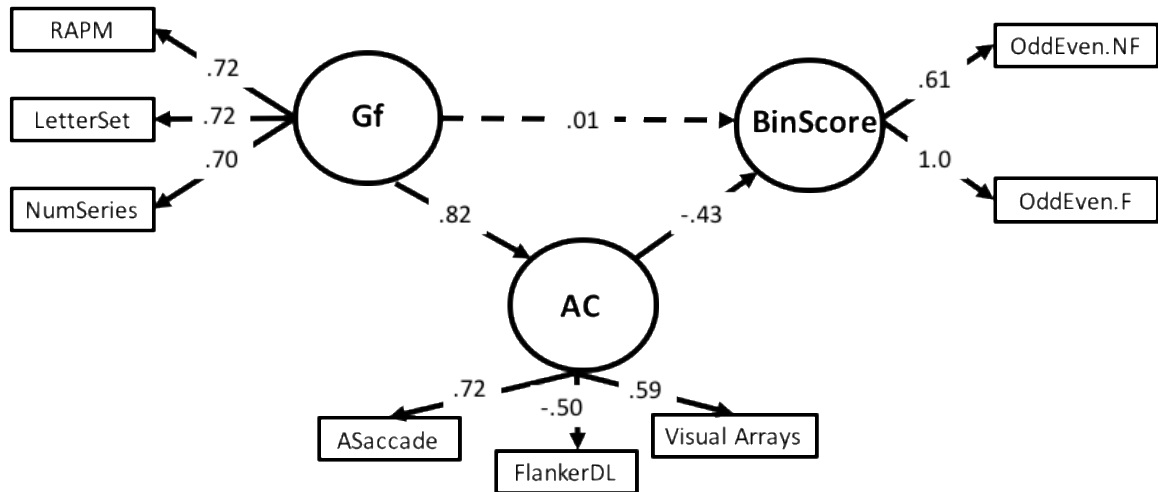 RAPM
OddEven.NF
.72
.61
Gf
LetterSet
.72
.01
BinScore
.70
1.0
NumSeries
OddEven.F
.82
-.43
AC
.72
-.50
.59
ASaccade
Visual Arrays
FlankerDL